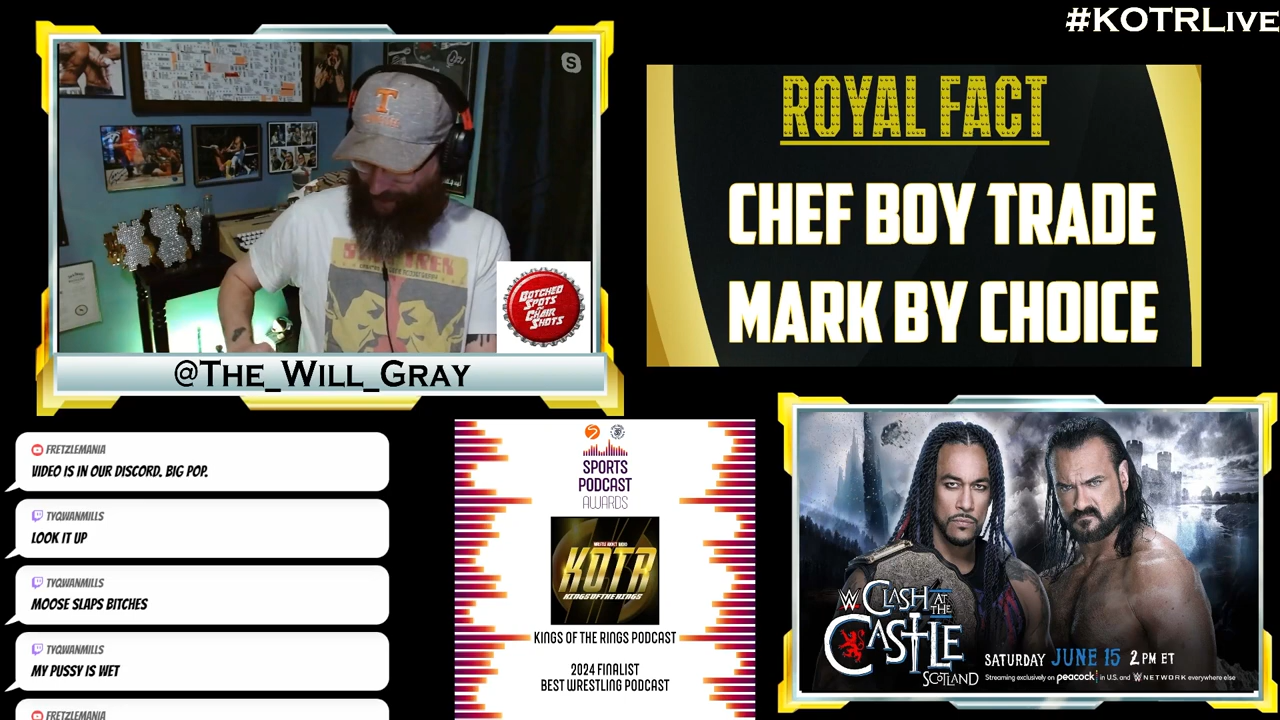 #KOTRLive
ROYAL FACT
CHEF BOY TRADE
MARK BY CHOICE
BOTCHED
SPOTS
CHAIR
SHOTS
@The_Will_Gray
FRETZLEMANIA
VIDEO IS IN OUR DISCORD. BIG POP.
TYQWANMILLS
LOOK IT UP
TYQWANMILLS
MOOSE SLAPS BITCHES
TYQWANMILLS
MY PUSSY IS WET
FRETZLEMANIA
SPORTS
PODCAST
AWARDS
KOTR
KINGS OF THE RINGS
KINGS OF THE RINGS PODCAST
2024 FINALIST
BEST WRESTLING PODCAST
W CLASH AT THE
CASTLE
SCOTLAND
SATURDAY JUNE 15 2 PM ET
Streaming exclusively on peacock in U.S. and W NETWORK everywhere else